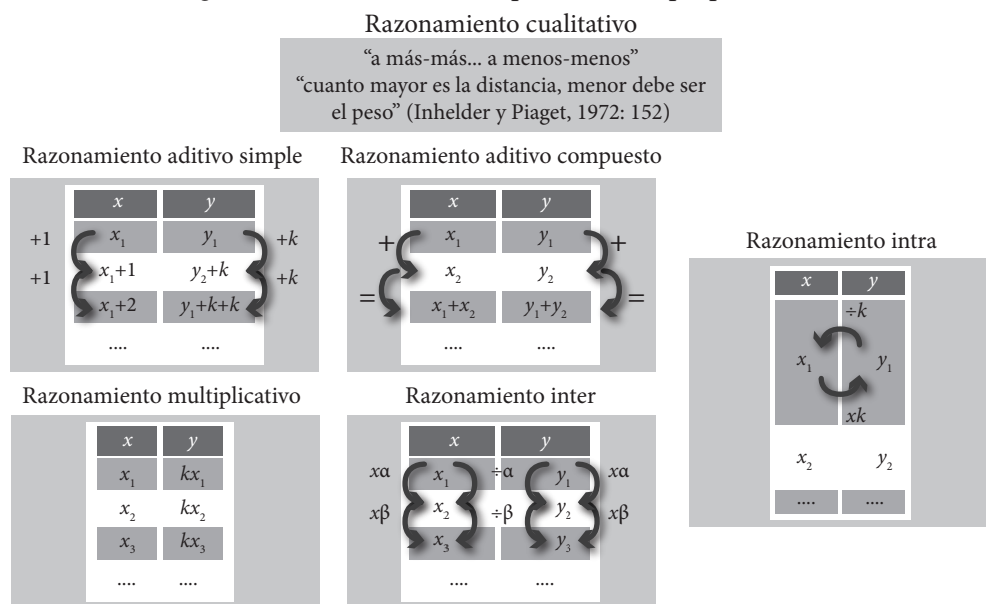 Razonamiento cualitativo
“a más-más... a menos-menos”
“cuanto mayor es la distancia, menor debe ser
el peso” (Inhelder y Piaget, 1972: 152)
Razonamiento aditivo simple
x y
+1 x₁ y₁ +k
+1 x₁+1 y₂+k +k
x₁+2 y₁+k+k
.... ....
Razonamiento aditivo compuesto
x y
+ x₁ y₁ +
x₂ y₂
= x₁+x₂ y₁+y₂ =
.... ....
Razonamiento intra
x y
÷k
x₁ y₁
xk
x₂ y₂
.... ....
Razonamiento multiplicativo
x y
x₁ kx₁
x₂ kx₂
x₃ kx₃
.... ....
Razonamiento inter
x y
xα x₁ ÷α y₁ xα
xβ x₂ ÷β y₂ xβ
x₃ y₃
.... ....